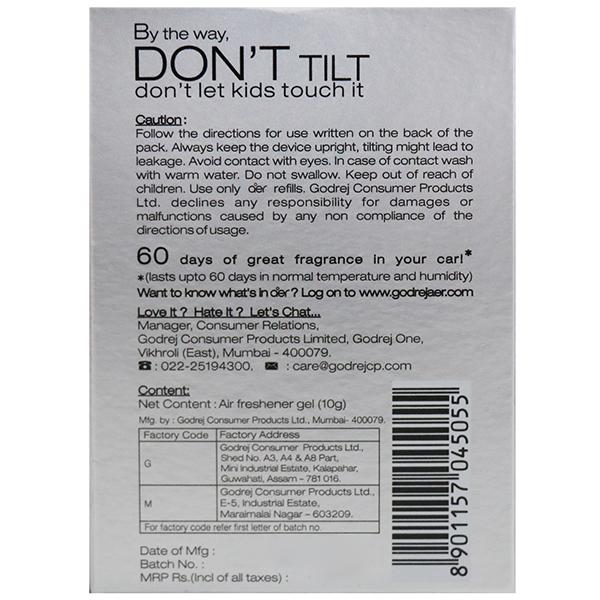 By the way,
DON'T TILT
don't let kids touch it
Caution :
Follow the directions for use written on the back of the
pack. Always keep the device upright, tilting might lead to
leakage. Avoid contact with eyes. In case of contact wash
with warm water. Do not swallow. Keep out of reach of
children. Use only aer refills. Godrej Consumer Products
Ltd. declines any responsibility for damages or
malfunctions caused by any non compliance of the
directions of usage.
60 days of great fragrance in your car!*
*(lasts upto 60 days in normal temperature and humidity)
Want to know what's in aer? Log on to www.godrejaer.com
Love It ? Hate It ? Let's Chat...
Manager, Consumer Relations,
Godrej Consumer Products Limited, Godrej One,
Vikhroli (East), Mumbai - 400079.
☎ : 022-25194300. ✉ : care@godrejcp.com
Content:
Net Content : Air freshener gel (10g)
Mfg. by : Godrej Consumer Products Ltd., Mumbai- 400079.
Factory Code Factory Address
G Godrej Consumer Products Ltd.,
Shed No. A3, A4 & A8 Part,
Mini Industrial Estate, Kalapahar,
Guwahati, Assam – 781 016.
M Godrej Consumer Products Ltd.,
E-5, Industrial Estate,
Maraimalai Nagar – 603209.
For factory code refer first letter of batch no.
Date of Mfg :
Batch No. :
MRP Rs.(Incl of all taxes) :
8 901157 045055